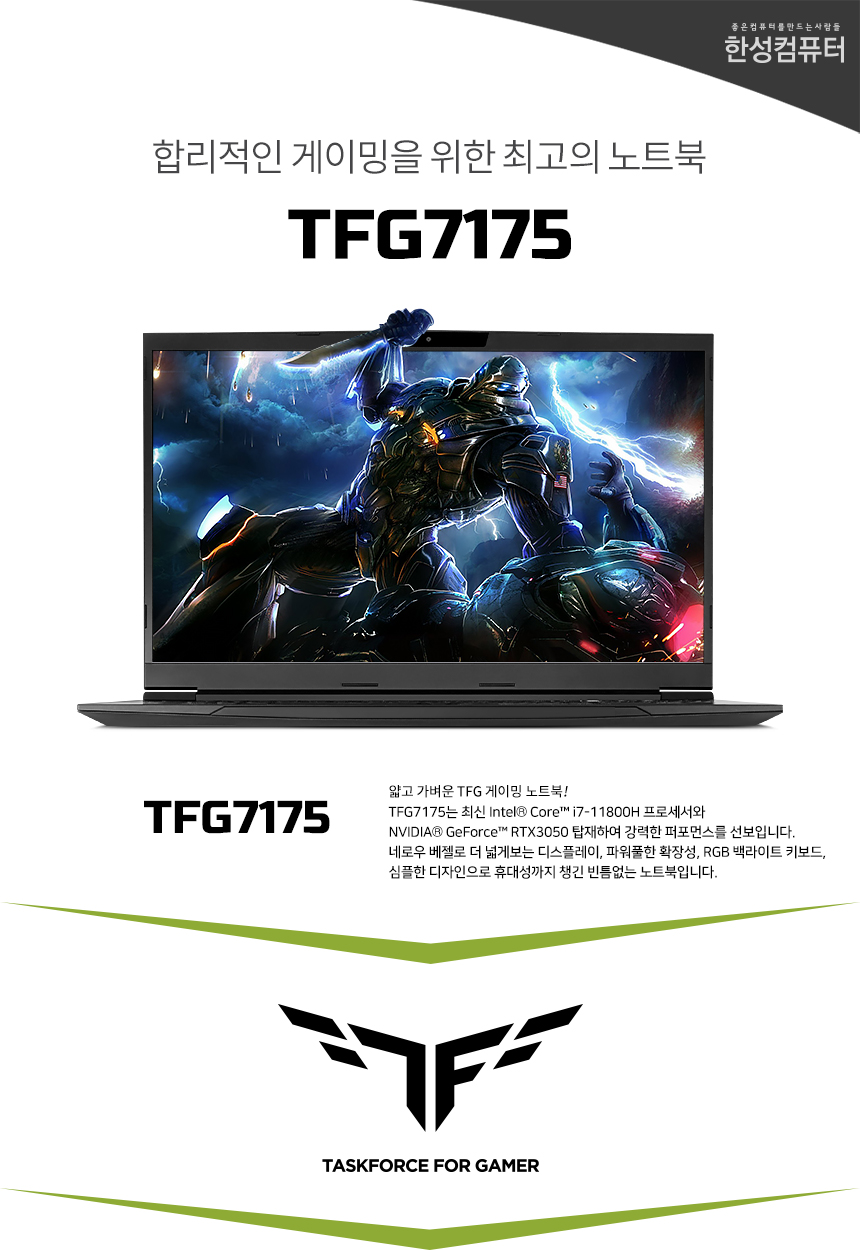 좋은컴퓨터를만드는사람들
한성컴퓨터
합리적인 게이밍을 위한 최고의 노트북
TFG7175
TFG7175
얇고 가벼운 TFG 게이밍 노트북!
TFG7175는 최신 Intel® Core™ i7-11800H 프로세서와
NVIDIA® GeForce™ RTX3050 탑재하여 강력한 퍼포먼스를 선보입니다.
네로우 베젤로 더 넓게보는 디스플레이, 파워풀한 확장성, RGB 백라이트 키보드,
심플한 디자인으로 휴대성까지 챙긴 빈틈없는 노트북입니다.
TF
TASKFORCE FOR GAMER